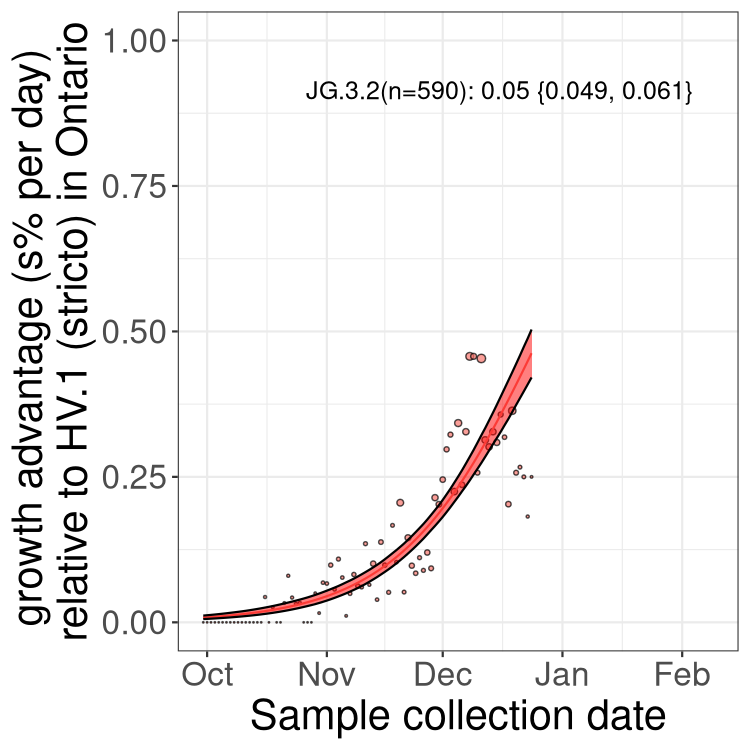 growth advantage (s% per day)
relative to HV.1 (stricto) in Ontario
1.00
0.75
0.50
0.25
0.00
JG.3.2(n=590): 0.05 {0.049, 0.061}
Oct Nov Dec Jan Feb
Sample collection date